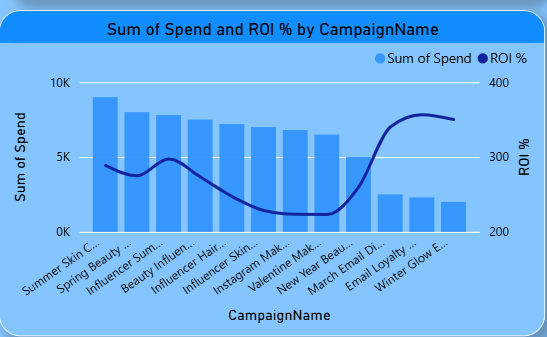 Sum of Spend and ROI % by CampaignName
Sum of Spend ROI %
10K
5K
0K
400
300
200
Sum of Spend
ROI %
Summer Skin C...
Spring Beauty ...
Influencer Sum...
Beauty Influen...
Influencer Hair...
Influencer Skin...
Instagram Mak...
Valentine Mak...
New Year Beau...
March Email Di...
Email Loyalty ...
Winter Glow E...
CampaignName